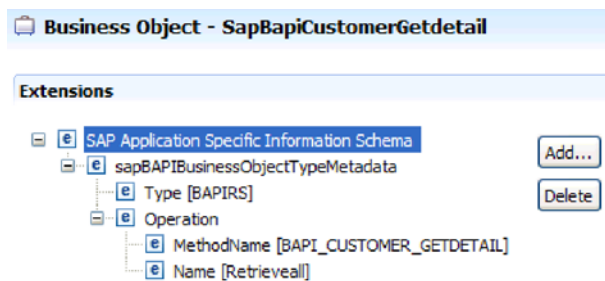 Business Object - SapBapiCustomerGetdetail
Extensions
SAP Application Specific Information Schema
Add...
sapBAPIBusinessObjectTypeMetadata
Type [BAPIRS]
Delete
Operation
MethodName [BAPI_CUSTOMER_GETDETAIL]
Name [Retrieveall]